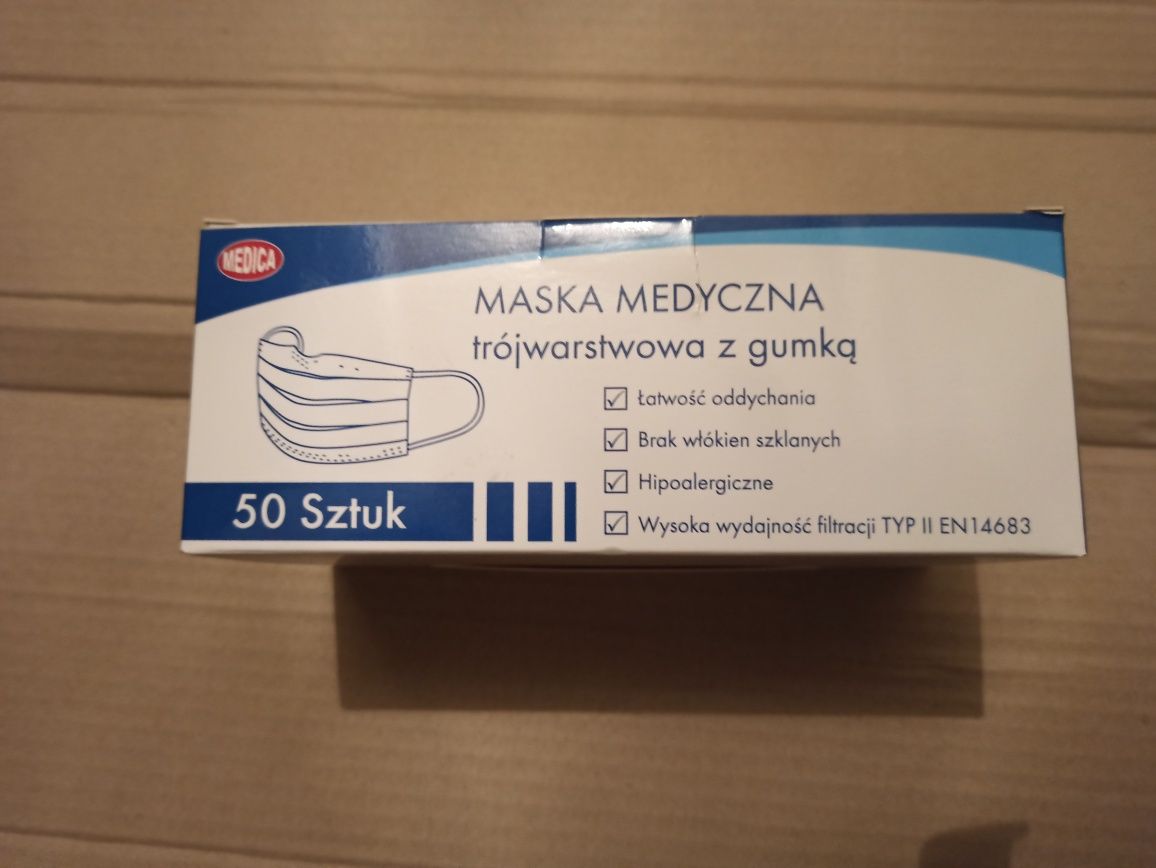 MEDICA
MASKA MEDYCZNA
trójwarstwowa z gumką
Łatwość oddychania
Brak włókien szklanych
Hipoalergiczne
Wysoka wydajność filtracji TYP II EN14683
50 Sztuk